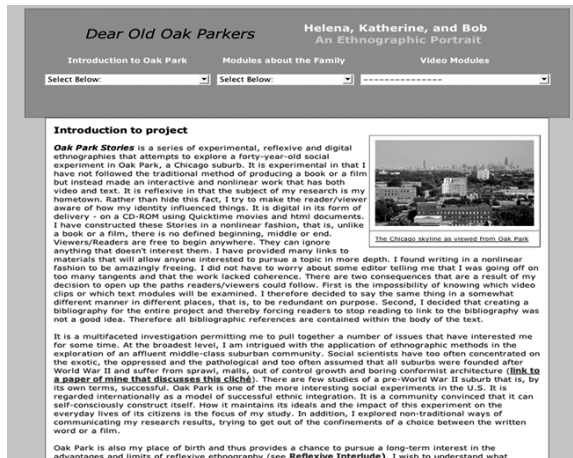 Dear Old Oak Parkers
Helena, Katherine, and Bob
An Ethnographic Portrait
Introduction to Oak Park
Modules about the Family
Video Modules
Select Below:
Select Below:
---------------
Introduction to project
Oak Park Stories is a series of experimental, reflexive and digital
ethnographies that attempts to explore a forty-year-old social
experiment in Oak Park, a Chicago suburb. It is experimental in that I
have not followed the traditional method of producing a book or a film
but instead made an interactive and nonlinear work that has both
video and text. It is reflexive in that the subject of my research is my
hometown. Rather than hide this fact, I try to make the reader/viewer
aware of how my identity influenced things. It is digital in its form of
delivery - on a CD-ROM using Quicktime movies and html documents.
I have constructed these Stories in a nonlinear fashion, that is, unlike
a book or a film, there is no defined beginning, middle or end.
Viewers/Readers are free to begin anywhere. They can ignore
anything that doesn't interest them. I have provided many links to
The Chicago skyline as viewed from Oak Park
materials that will allow anyone interested to pursue a topic in more depth. I found writing in a nonlinear
fashion to be amazingly freeing. I did not have to worry about some editor telling me that I was going off on
too many tangents and that the work lacked coherence. There are two consequences that are a result of my
decision to open up the paths readers/viewers could follow. First is the impossibility of knowing which video
clips or which text modules will be examined. I therefore decided to say the same thing in a somewhat
different manner in different places, that is, to be redundant on purpose. Second, I decided that creating a
bibliography for the entire project and thereby forcing readers to stop reading to link to the bibliography was
not a good idea. Therefore all bibliographic references are contained within the body of the text.
It is a multifaceted investigation permitting me to pull together a number of issues that have interested me
for some time. At the broadest level, I am intrigued with the application of ethnographic methods in the
exploration of an affluent middle-class suburban community. Social scientists have too often concentrated on
the exotic, the oppressed and the pathological and too often assumed that all suburbs were founded after
World War II and suffer from sprawl, malls, out of control growth and boring conformist architecture (link to
a paper of mine that discusses this cliché). There are few studies of a pre-World War II suburb that is, by
its own terms, successful. Oak Park is one of the more interesting social experiments in the U.S. It is
regarded internationally as a model of successful ethnic integration. It is a community convinced that it can
self-consciously construct itself. How it maintains its ideals and the impact of this experiment on the
everyday lives of its citizens is the focus of my study. In addition, I explored non-traditional ways of
communicating my research results, trying to get out of the confinements of a choice between the written
word or a film.
Oak Park is also my place of birth and thus provides a chance to pursue a long-term interest in the
advantages and limits of reflexive ethnography (see Reflexive Interlude). I wish to understand what